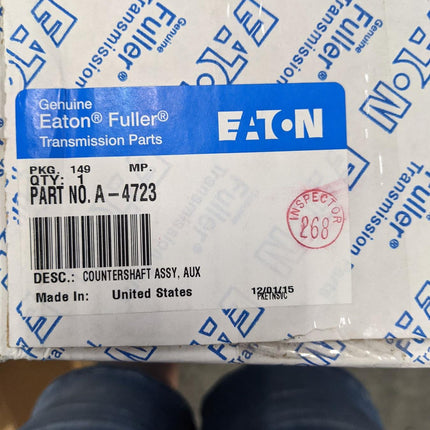 Genuine
Eaton® Fuller®
Transmission Parts
EATON
PKG. 149 MP.
QTY: 1
PART NO. A-4723
INSPECTOR
268
DESC.: COUNTERSHAFT ASSY, AUX
Made In: United States
12/01/15
PKETNSVC